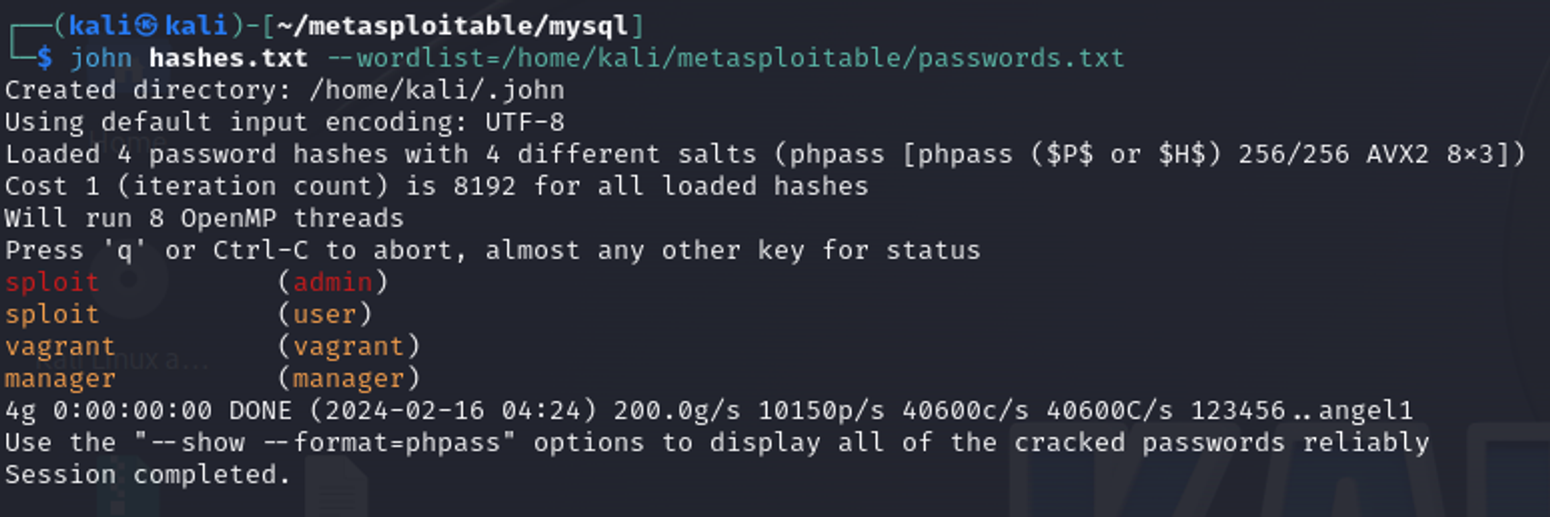 ┌──(kali㉿kali)-[~/metasploitable/mysql]
└─$ john hashes.txt --wordlist=/home/kali/metasploitable/passwords.txt
Created directory: /home/kali/.john
Using default input encoding: UTF-8
Loaded 4 password hashes with 4 different salts (phpass [phpass ($P$ or $H$) 256/256 AVX2 8×3])
Cost 1 (iteration count) is 8192 for all loaded hashes
Will run 8 OpenMP threads
Press 'q' or Ctrl-C to abort, almost any other key for status
sploit           (admin)
sploit           (user)
vagrant          (vagrant)
manager          (manager)
4g 0:00:00:00 DONE (2024-02-16 04:24) 200.0g/s 10150p/s 40600c/s 40600C/s 123456..angel1
Use the "--show --format=phpass" options to display all of the cracked passwords reliably
Session completed.